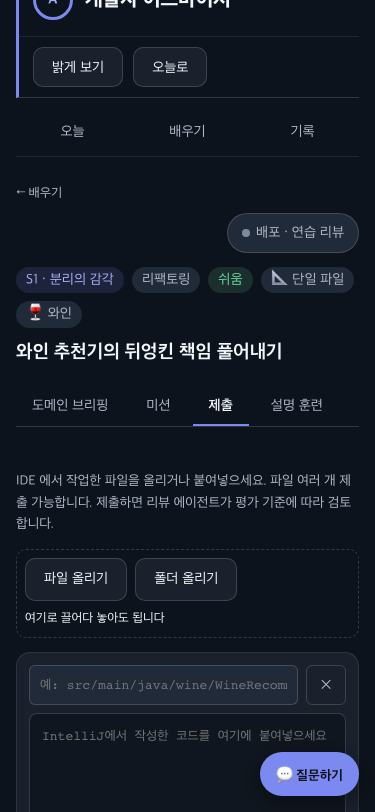 A
밝게 보기
오늘로
오늘
배우기
기록
← 배우기
배포 · 연습 리뷰
S1 · 분리의 감각
리팩토링
쉬움
📐 단일 파일
🍷 와인
와인 추천기의 뒤엉킨 책임 풀어내기
도메인 브리핑
미션
제출
설명 훈련
IDE 에서 작업한 파일을 올리거나 붙여넣으세요. 파일 여러 개 제
출 가능합니다. 제출하면 리뷰 에이전트가 평가 기준에 따라 검토
합니다.
파일 올리기
폴더 올리기
여기로 끌어다 놓아도 됩니다
예: src/main/java/wine/WineRecom
×
IntelliJ에서 작성한 코드를 여기에 붙여넣으세요
💬 질문하기